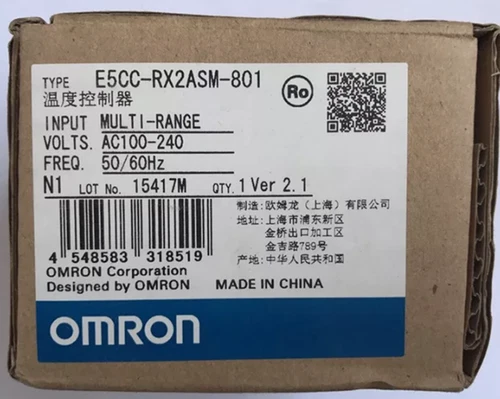 TYPE E5CC-RX2ASM-801
温度控制器
Ro
INPUT MULTI-RANGE
VOLTS. AC100-240
FREQ. 50/60Hz
N1 LOT No. 15417M QTY. 1 Ver 2.1
4 548583 318519
制造: 欧姆龙（上海）有限公司
地址: 上海市浦东新区
金桥出口加工区
金吉路789号
产地: 中华人民共和国
OMRON Corporation
Designed by OMRON MADE IN CHINA
OMRON